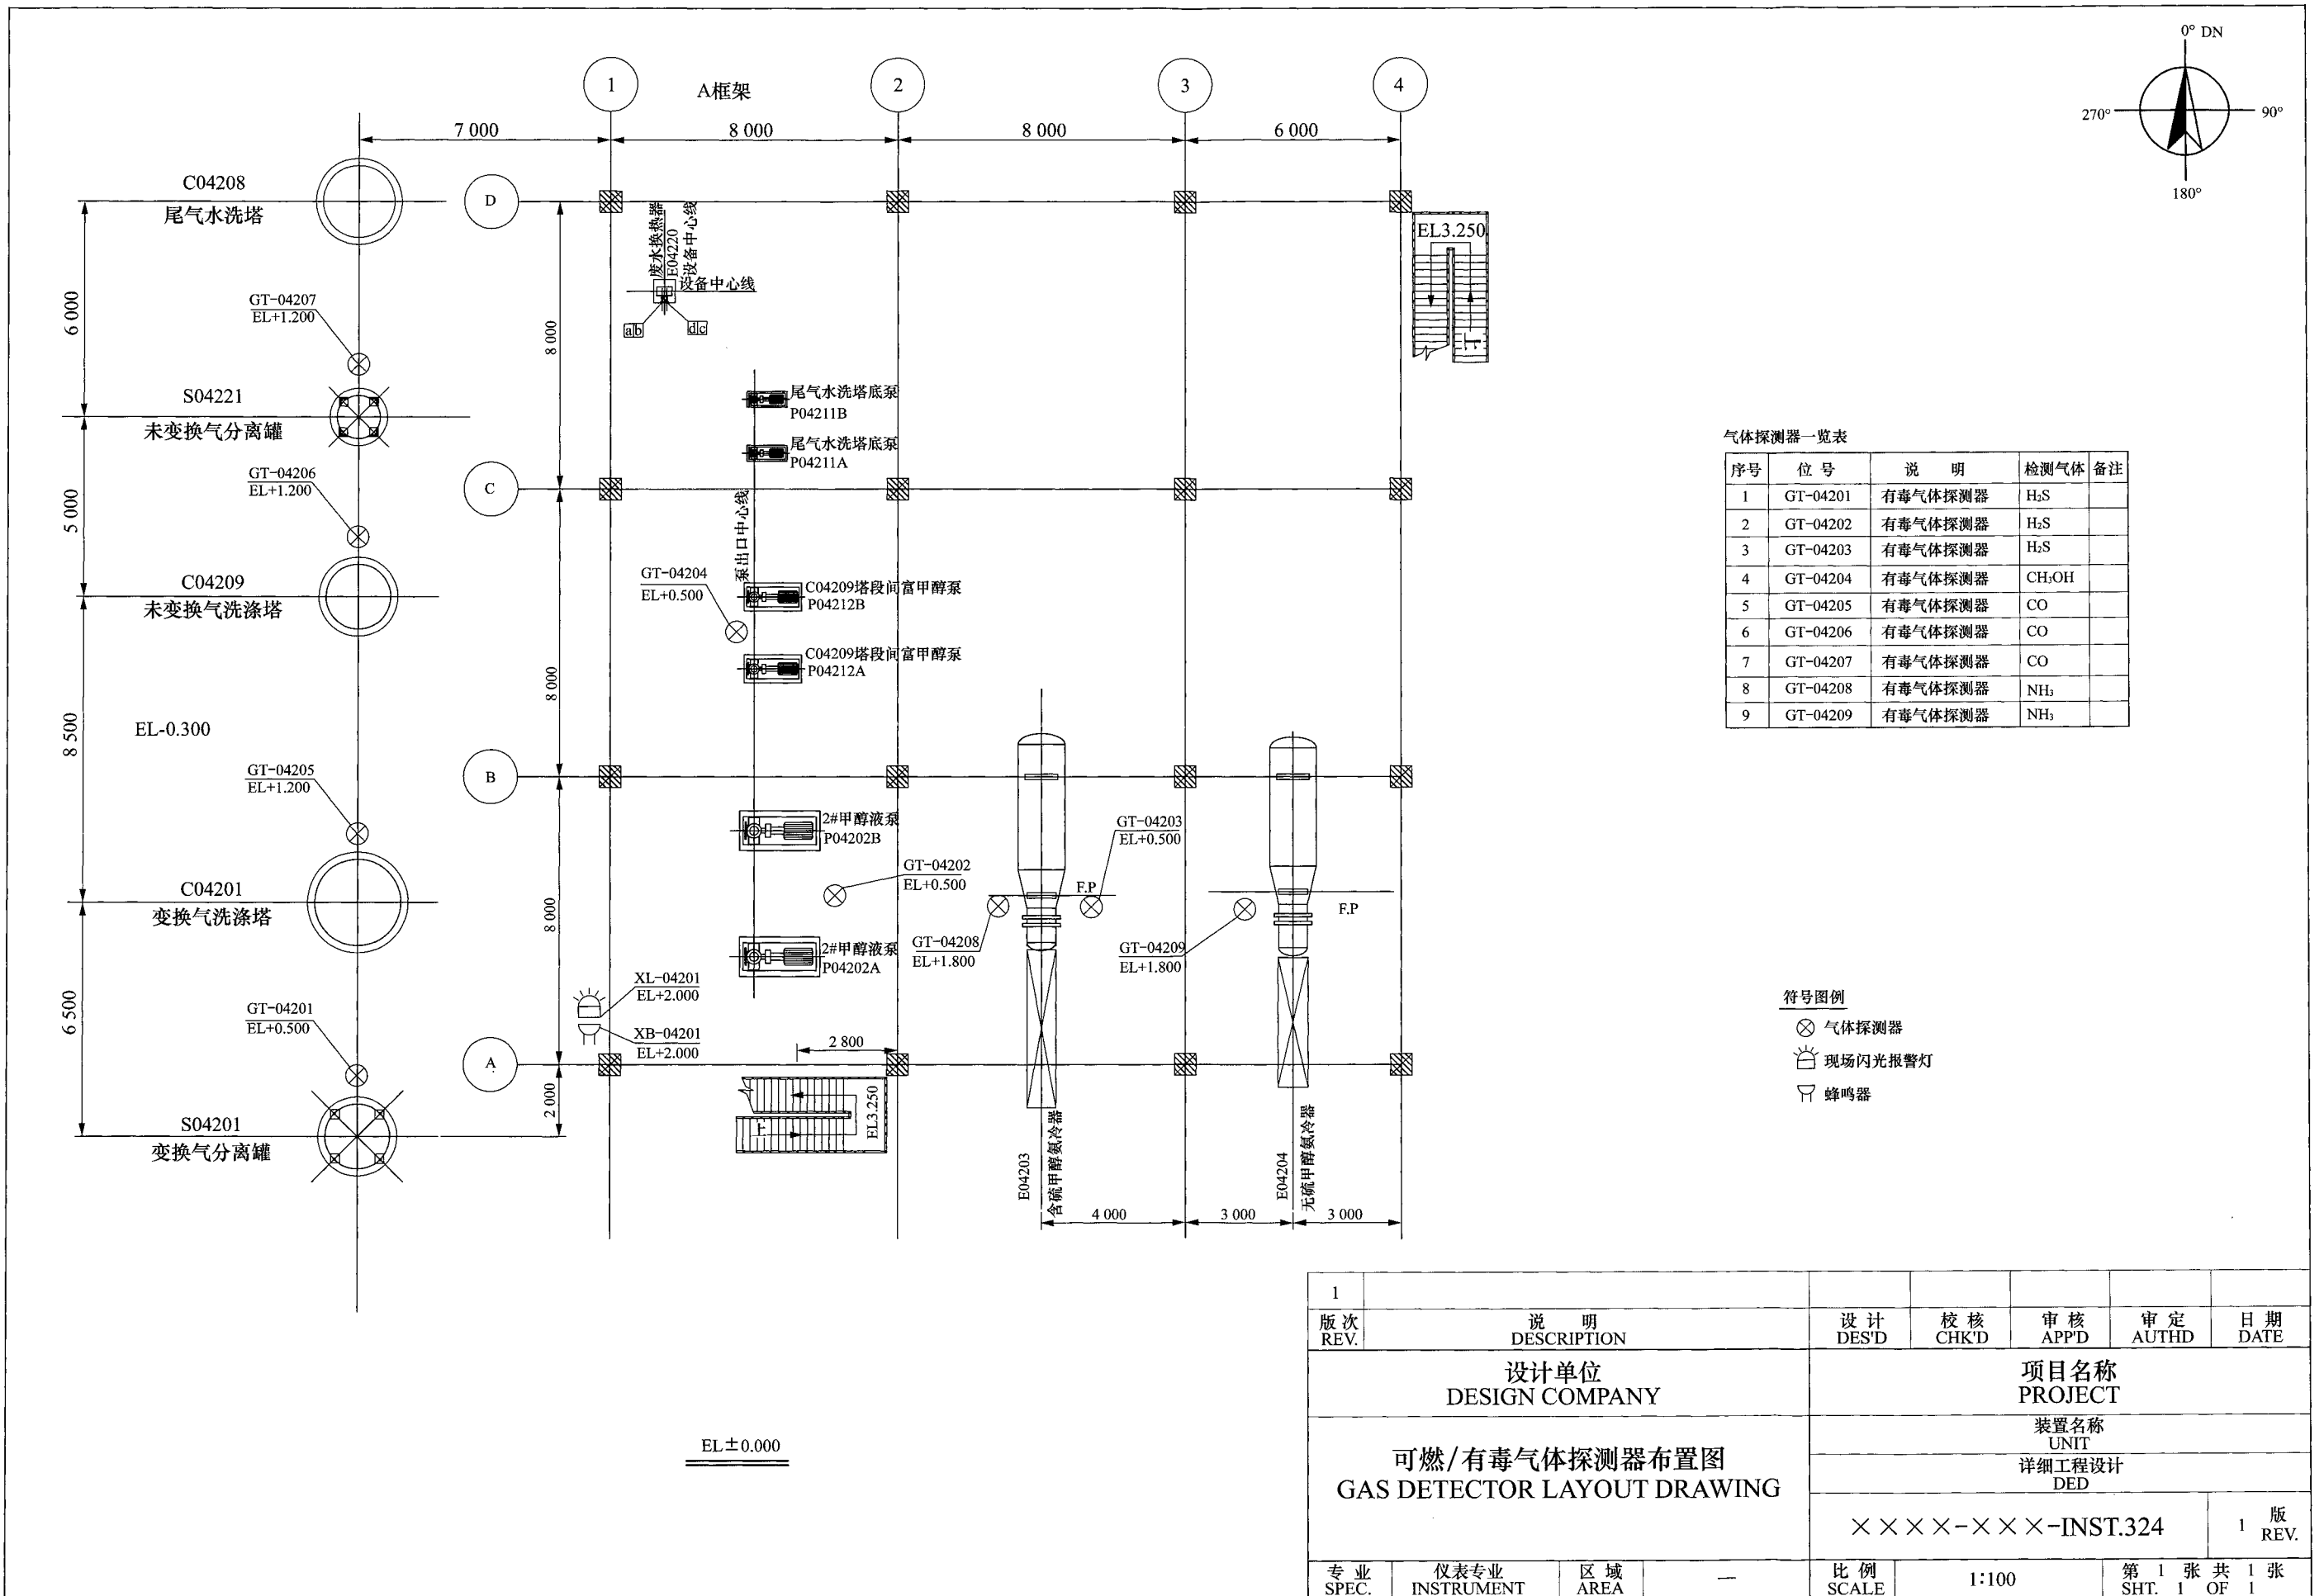 0° DN
270°
90°
180°
A框架
1
2
3
4
7 000
8 000
8 000
6 000
C04208
尾气水洗塔
D
EL3.250
上
废水换热器
E04220
设备中心线
设备中心线
ab
dc
6 000
GT-04207
EL+1.200
8 000
尾气水洗塔底泵
P04211B
尾气水洗塔底泵
P04211A
S04221
未变换气分离罐
GT-04206
EL+1.200
C
5 000
泵出口中心线
C04209
未变换气洗涤塔
GT-04204
EL+0.500
C04209塔段间富甲醇泵
P04212B
C04209塔段间富甲醇泵
P04212A
8 000
8 500
EL-0.300
GT-04205
EL+1.200
B
2#甲醇液泵
P04202B
GT-04203
EL+0.500
GT-04202
EL+0.500
F.P
F.P
C04201
变换气洗涤塔
8 000
2#甲醇液泵
P04202A
GT-04208
EL+1.800
GT-04209
EL+1.800
XL-04201
EL+2.000
XB-04201
EL+2.000
6 500
GT-04201
EL+0.500
A
2 800
2 000
上
EL3.250
S04201
变换气分离罐
E04203
含硫甲醇氨冷器
E04204
无硫甲醇氨冷器
4 000
3 000
3 000
EL±0.000
气体探测器一览表
序号 位 号 说 明 检测气体 备注
1 GT-04201 有毒气体探测器 H₂S
2 GT-04202 有毒气体探测器 H₂S
3 GT-04203 有毒气体探测器 H₂S
4 GT-04204 有毒气体探测器 CH₃OH
5 GT-04205 有毒气体探测器 CO
6 GT-04206 有毒气体探测器 CO
7 GT-04207 有毒气体探测器 CO
8 GT-04208 有毒气体探测器 NH₃
9 GT-04209 有毒气体探测器 NH₃
符号图例
气体探测器
现场闪光报警灯
蜂鸣器
1
版 次 说 明 设 计 校 核 审 核 审 定 日 期
REV. DESCRIPTION DES'D CHK'D APP'D AUTHD DATE
设计单位
DESIGN COMPANY
项目名称
PROJECT
装置名称
UNIT
可燃/有毒气体探测器布置图
GAS DETECTOR LAYOUT DRAWING
详细工程设计
DED
××××-×××-INST.324
1 版
REV.
专 业 仪表专业 区 域 — 比 例 1:100 第 1 张 共 1 张
SPEC. INSTRUMENT AREA SCALE SHT. 1 OF 1